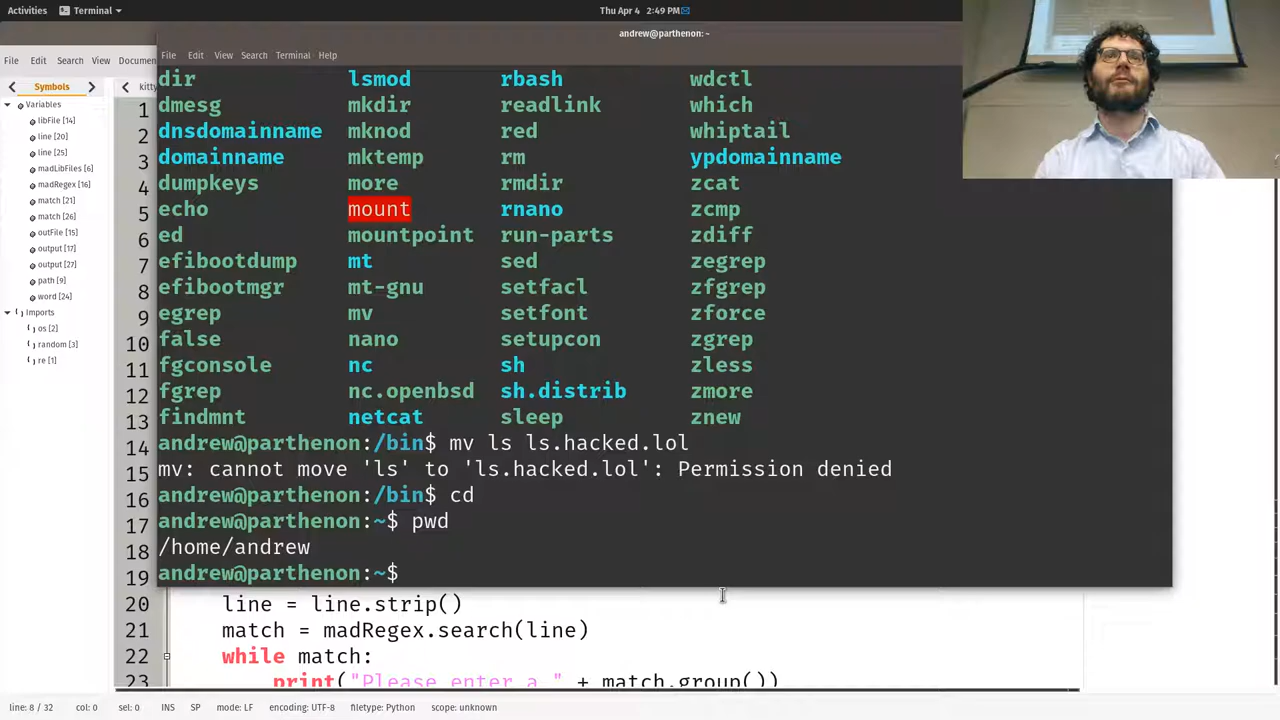 Activities Terminal Thu Apr 4 2:49 PM
andrew@parthenon: ~
File Edit View Search Terminal Help
File Edit Search View Documen
Symbols
kitty
Variables
libFile [14]
line [20]
line [25]
madLibFiles [6]
madRegex [16]
match [21]
match [26]
outFile [15]
output [17]
output [27]
path [9]
word [24]
Imports
os [2]
random [3]
re [1]
dir lsmod rbash wdctl
1 dmesg mkdir readlink which
2 dnsdomainname mknod red whiptail
3 domainname mktemp rm ypdomainname
4 dumpkeys more rmdir zcat
5 echo mount rnano zcmp
6 ed mountpoint run-parts zdiff
7 efibootdump mt sed zegrep
8 efibootmgr mt-gnu setfacl zfgrep
9 egrep mv setfont zforce
10 false nano setupcon zgrep
11 fgconsole nc sh zless
12 fgrep nc.openbsd sh.distrib zmore
13 findmnt netcat sleep znew
14 andrew@parthenon:/bin$ mv ls ls.hacked.lol
15 mv: cannot move 'ls' to 'ls.hacked.lol': Permission denied
16 andrew@parthenon:/bin$ cd
17 andrew@parthenon:~$ pwd
18 /home/andrew
19 andrew@parthenon:~$
20 line = line.strip()
21 match = madRegex.search(line)
22 while match:
23 print("Please enter a " + match.group())
line: 8 / 32 col: 0 sel: 0 INS SP mode: LF encoding: UTF-8 filetype: Python scope: unknown